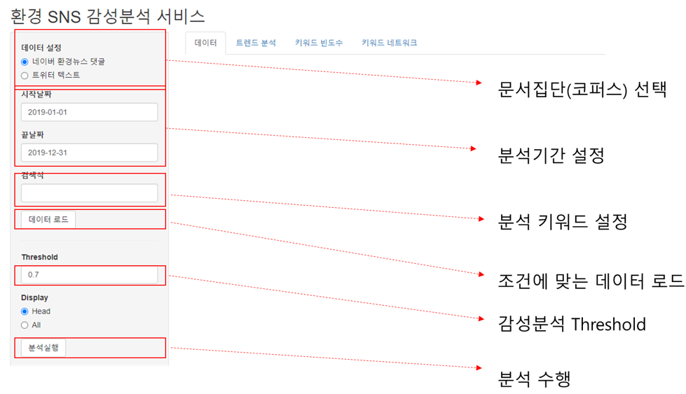 환경 SNS 감성분석 서비스
데이터 설정
네이버 환경뉴스 댓글
트위터 텍스트
시작날짜
2019-01-01
끝날짜
2019-12-31
검색식
데이터 로드
Threshold
0.7
Display
Head
All
분석실행
데이터 트렌드 분석 키워드 빈도수 키워드 네트워크
문서집단(코퍼스) 선택
분석기간 설정
분석 키워드 설정
조건에 맞는 데이터 로드
감성분석 Threshold
분석 수행